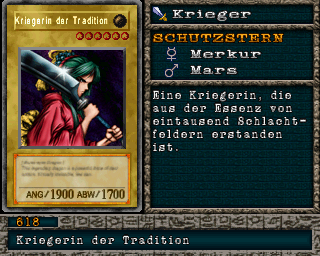 Kriegerin der Tradition
ANG/1900 ABW/1700
Krieger
SCHUTZSTERN
Merkur
Mars
Eine Kriegerin, die
aus der Essenz von
eintausend Schlacht-
feldern erstanden
ist.
618
Kriegerin der Tradition